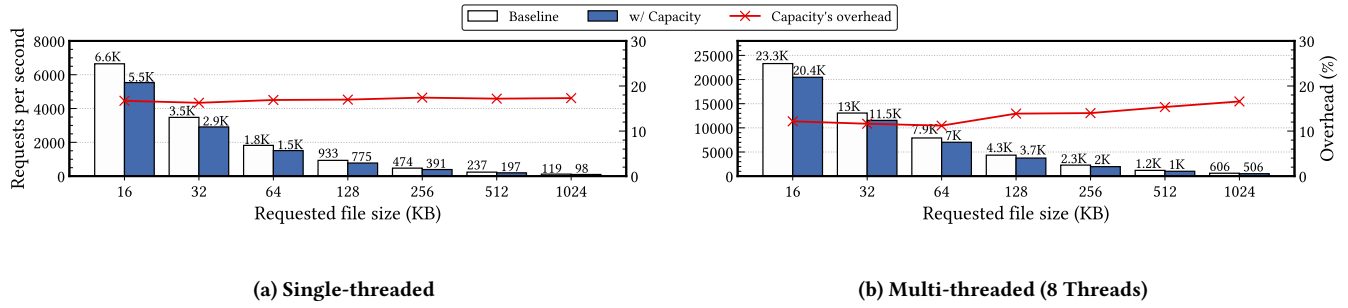 Baseline w/ Capacity Capacity's overhead
Requests per second
8000
6000
4000
2000
0
6.6K 5.5K 3.5K 2.9K 1.8K 1.5K 933 775 474 391 237 197 119 98
30
20
10
0
16 32 64 128 256 512 1024
Requested file size (KB)
25000
20000
15000
10000
5000
0
23.3K 20.4K 13K 11.5K 7.9K 7K 4.3K 3.7K 2.3K 2K 1.2K 1K 606 506
30
20
10
0
Overhead (%)
16 32 64 128 256 512 1024
Requested file size (KB)
(a) Single-threaded
(b) Multi-threaded (8 Threads)